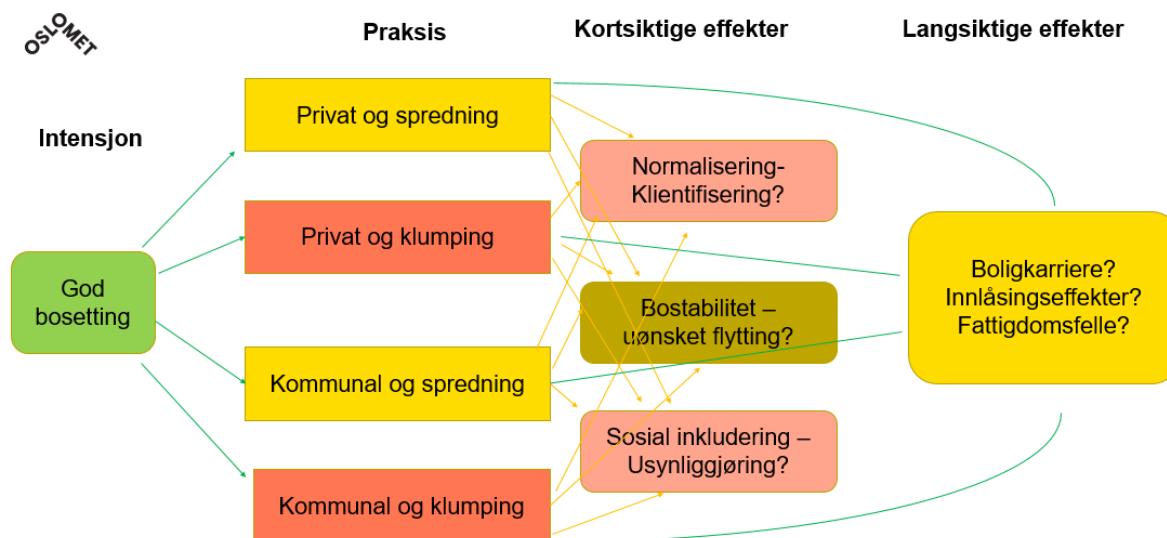 OSLOMET
Praksis
Kortsiktige effekter
Langsiktige effekter
Intensjon
Privat og spredning
Normalisering-
Klientifisering?
Privat og klumping
God
bosetting
Boligkarriere?
Innlåsingseffekter?
Fattigdomsfelle?
Bostabilitet –
uønsket flytting?
Kommunal og spredning
Sosial inkludering –
Usynliggjøring?
Kommunal og klumping